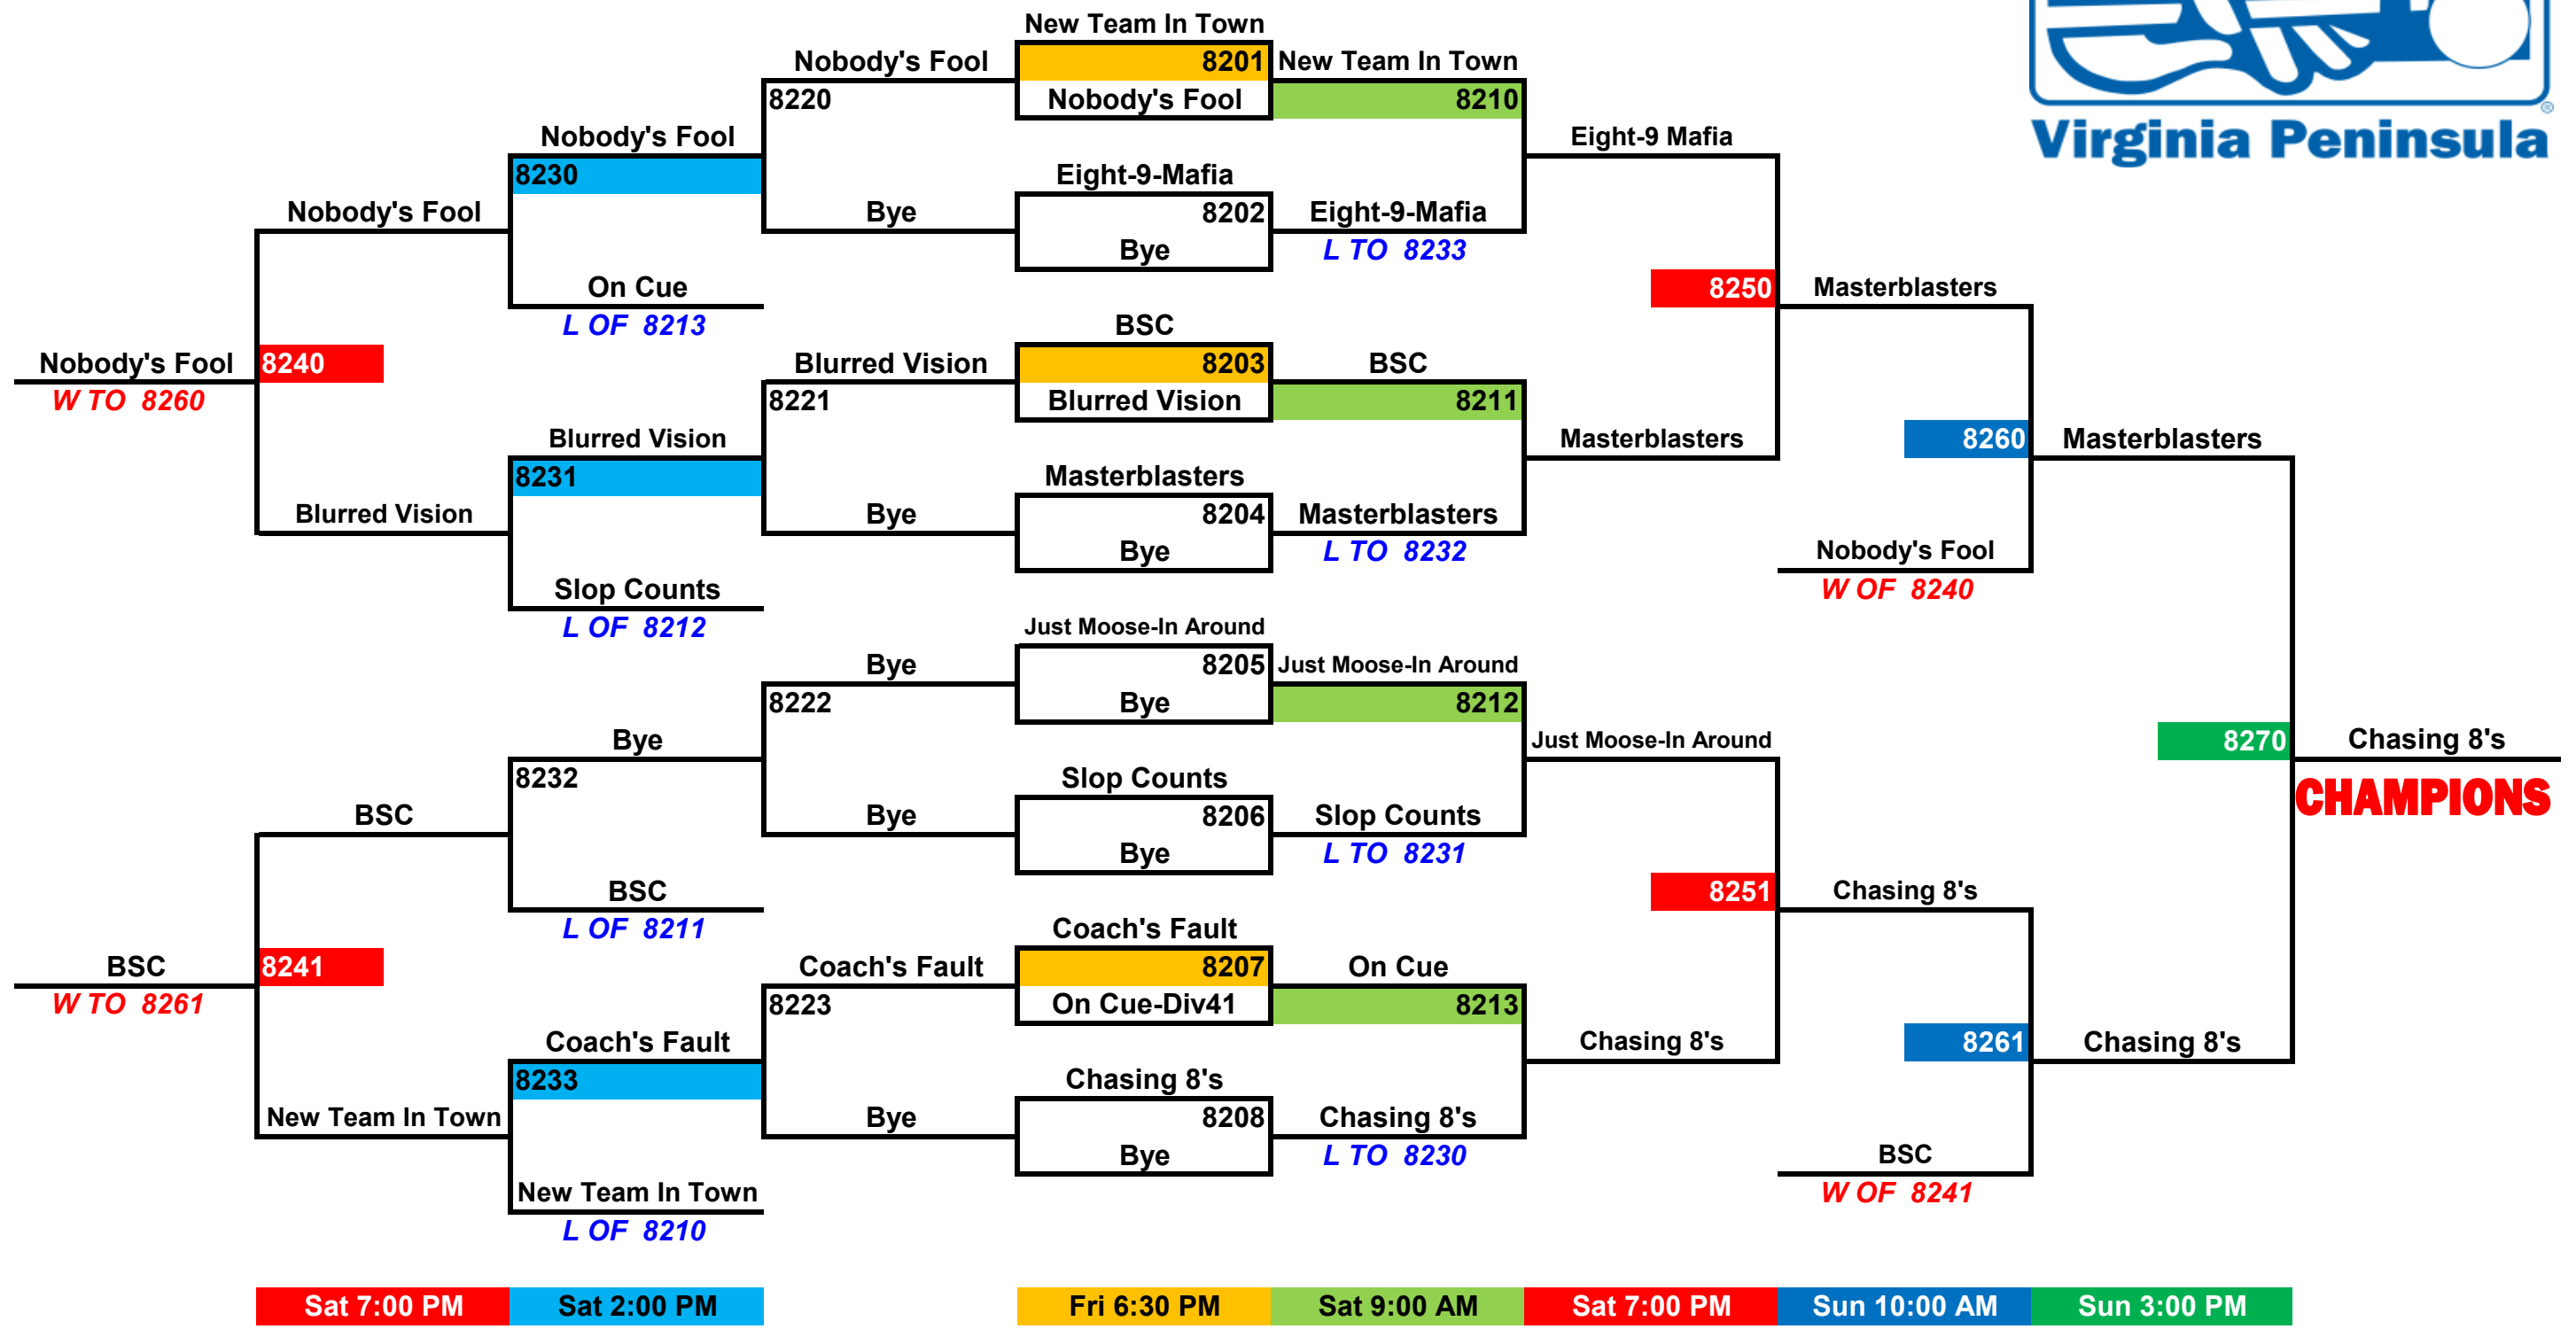 New Team In Town
Nobody's Fool
8201
New Team In Town
8220
Nobody's Fool
8210
®
Virginia Peninsula
Nobody's Fool
Eight-9 Mafia
8230
Eight-9-Mafia
Nobody's Fool
Bye
8202
Eight-9-Mafia
Bye
L TO 8233
On Cue
8250
Masterblasters
L OF 8213
BSC
Nobody's Fool
8240
Blurred Vision
8203
BSC
W TO 8260
8221
Blurred Vision
8211
Blurred Vision
Masterblasters
8260
Masterblasters
8231
Masterblasters
Blurred Vision
Bye
8204
Masterblasters
Bye
L TO 8232
Nobody's Fool
Slop Counts
W OF 8240
L OF 8212
Just Moose-In Around
Bye
8205
Just Moose-In Around
8222
Bye
8212
Bye
Just Moose-In Around
8270
Chasing 8's
8232
Slop Counts
CHAMPIONS
BSC
Bye
8206
Slop Counts
Bye
L TO 8231
BSC
8251
Chasing 8's
L OF 8211
Coach's Fault
BSC
8241
Coach's Fault
8207
On Cue
W TO 8261
8223
On Cue-Div41
8213
Coach's Fault
Chasing 8's
8261
Chasing 8's
8233
Chasing 8's
New Team In Town
Bye
8208
Chasing 8's
Bye
L TO 8230
BSC
New Team In Town
W OF 8241
L OF 8210
Sat 7:00 PM
Sat 2:00 PM
Fri 6:30 PM
Sat 9:00 AM
Sat 7:00 PM
Sun 10:00 AM
Sun 3:00 PM